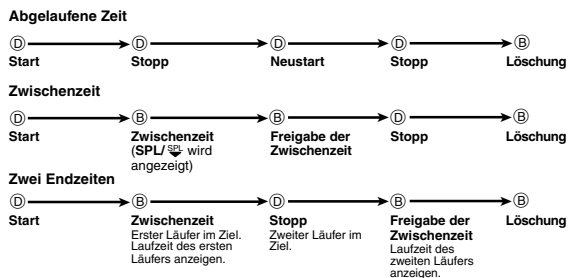 Abgelaufene Zeit
Ⓓ Ⓓ Ⓓ Ⓓ Ⓑ
Start Stopp Neustart Stopp Löschung
Zwischenzeit
Ⓓ Ⓑ Ⓑ Ⓓ Ⓑ
Start Zwischenzeit Freigabe der Stopp Löschung
(SPL/ SPL wird Zwischenzeit
angezeigt)
Zwei Endzeiten
Ⓓ Ⓑ Ⓓ Ⓑ Ⓑ
Start Zwischenzeit Stopp Freigabe der Löschung
Erster Läufer im Ziel. Zweiter Läufer im Zwischenzeit
Laufzeit des ersten Ziel. Laufzeit des
Läufers anzeigen. zweiten Läufers
anzeigen.